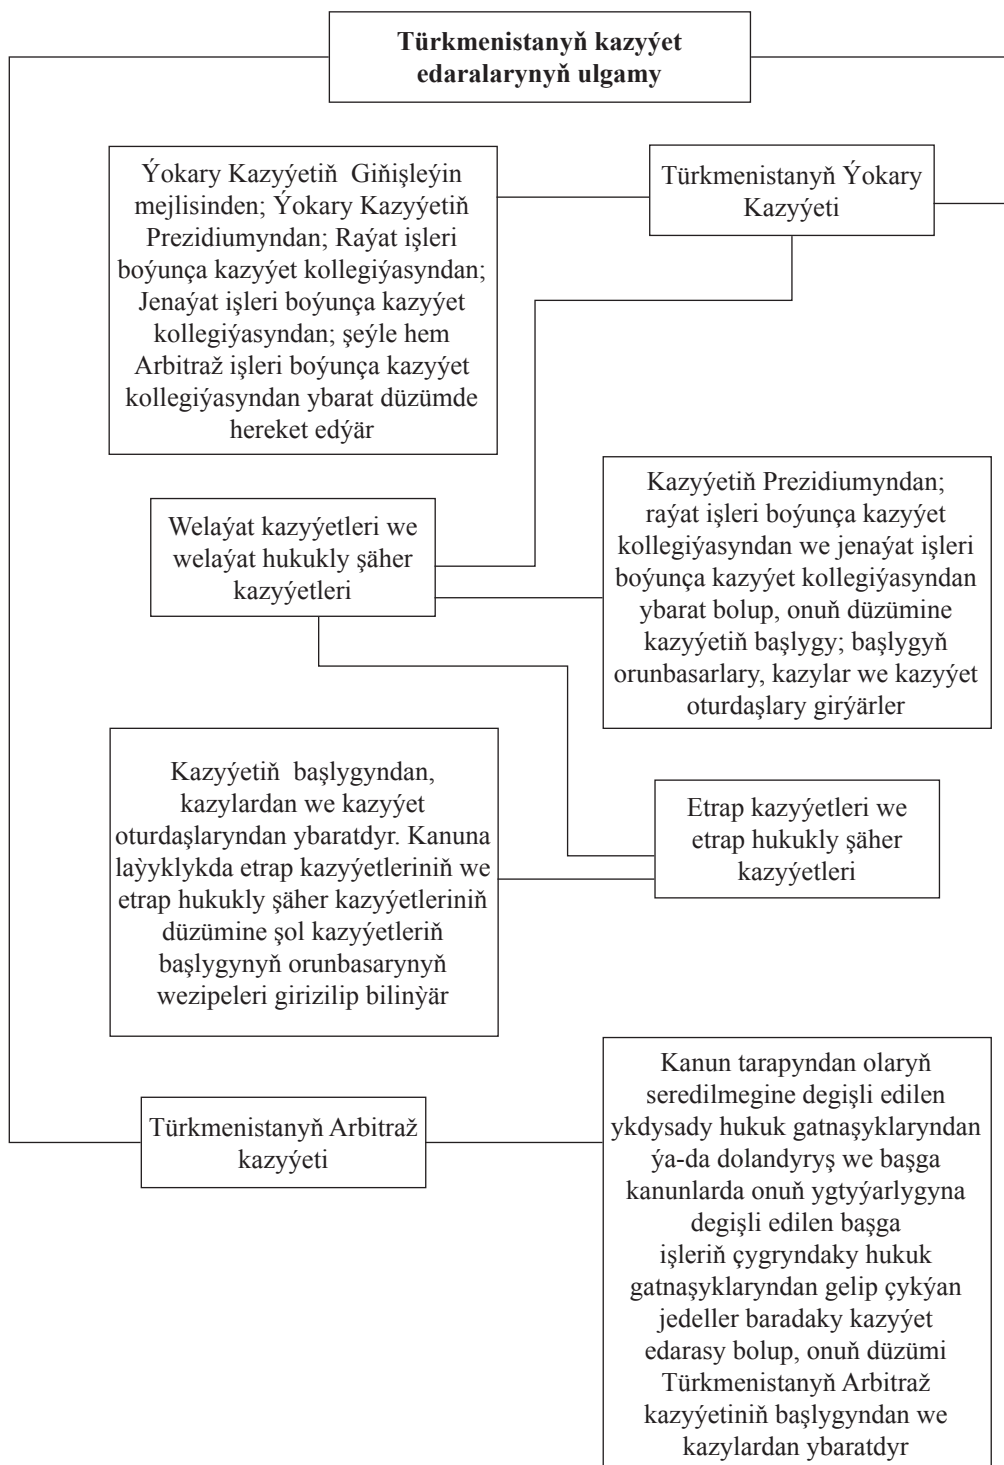 Türkmenistanyň kazyýet
edaralarynyň ulgamy
Ýokary Kazyýetiň Giňişleýin
mejlisinden; Ýokary Kazyýetiň
Prezidiumyndan; Raýat işleri
boýunça kazyýet kollegiýasyndan;
Jenaýat işleri boýunça kazyýet
kollegiýasyndan; şeýle hem
Arbitraž işleri boýunça kazyýet
kollegiýasyndan ybarat düzümde
hereket edýär
Türkmenistanyň Ýokary
Kazyýeti
Welaýat kazyýetleri we
welaýat hukukly şäher
kazyýetleri
Kazyýetiň Prezidiumyndan;
raýat işleri boýunça kazyýet
kollegiýasyndan we jenaýat işleri
boýunça kazyýet kollegiýasyndan
ybarat bolup, onuň düzümine
kazyýetiň başlygy; başlygyň
orunbasarlary, kazylar we kazyýet
oturdaşlary girýärler
Kazyýetiň başlygyndan,
kazylardan we kazyýet
oturdaşlaryndan ybaratdyr. Kanuna
laỳyklykda etrap kazyýetleriniň we
etrap hukukly şäher kazyýetleriniň
düzümine şol kazyýetleriň
başlygynyň orunbasarynyň
wezipeleri girizilip bilinỳär
Etrap kazyýetleri we
etrap hukukly şäher
kazyýetleri
Türkmenistanyň Arbitraž
kazyýeti
Kanun tarapyndan olaryň
seredilmegine degişli edilen
ykdysady hukuk gatnaşyklaryndan
ýa-da dolandyryş we başga
kanunlarda onuň ygtyýarlygyna
degişli edilen başga
işleriň çygryndaky hukuk
gatnaşyklaryndan gelip çykýan
jedeller baradaky kazyýet
edarasy bolup, onuň düzümi
Türkmenistanyň Arbitraž
kazyýetiniň başlygyndan we
kazylardan ybaratdyr